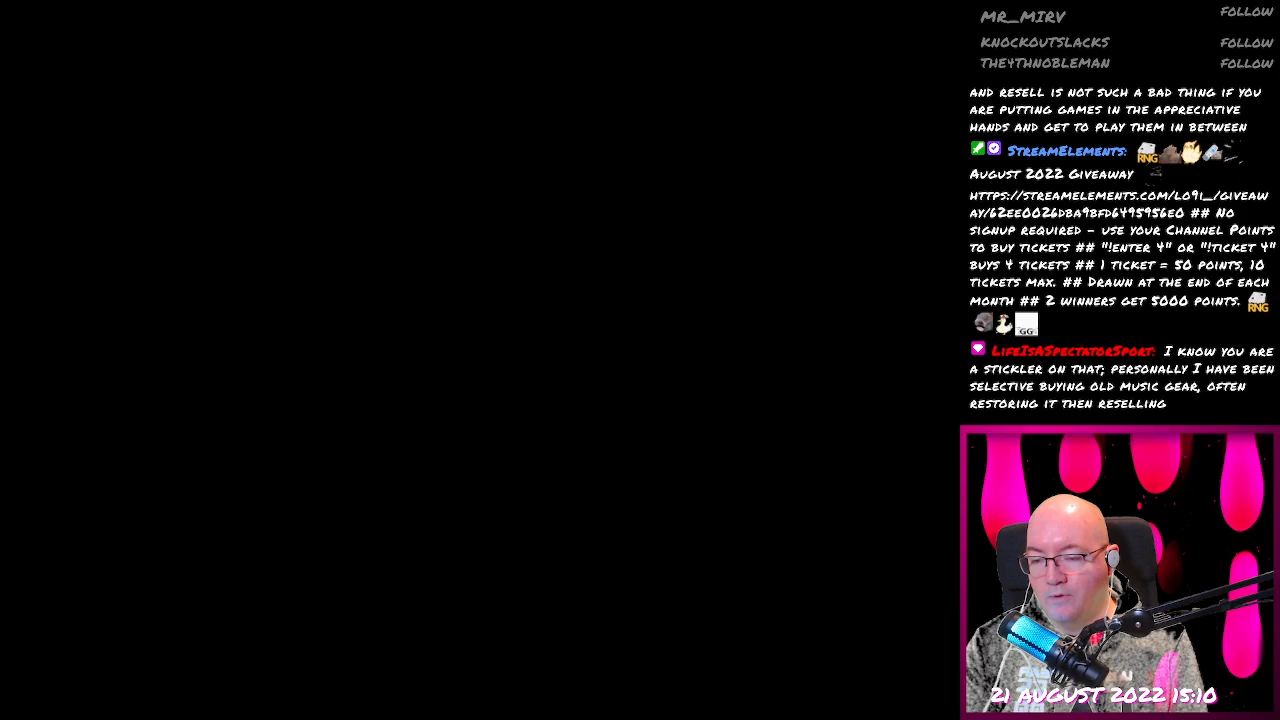 MR_MIRV FOLLOW
KNOCKOUTSLACKS FOLLOW
THE4THNOBLEMAN FOLLOW
AND RESELL IS NOT SUCH A BAD THING IF YOU
ARE PUTTING GAMES IN THE APPRECIATIVE
HANDS AND GET TO PLAY THEM IN BETWEEN
STREAMELEMENTS: RNG
AUGUST 2022 GIVEAWAY
HTTPS://STREAMELEMENTS.COM/LO9I_/GIVEAW
AY/62EE0026DBA9BFD6495956E0 ## NO
SIGNUP REQUIRED - USE YOUR CHANNEL POINTS
TO BUY TICKETS ## "!ENTER 4" OR "!TICKET 4"
BUYS 4 TICKETS ## 1 TICKET = 50 POINTS, 10
TICKETS MAX. ## DRAWN AT THE END OF EACH
MONTH ## 2 WINNERS GET 5000 POINTS. RNG
GG
LIFEISASPECTATORSPORT: I KNOW YOU ARE
A STICKLER ON THAT; PERSONALLY I HAVE BEEN
SELECTIVE BUYING OLD MUSIC GEAR, OFTEN
RESTORING IT THEN RESELLING
21 AUGUST 2022 15:10